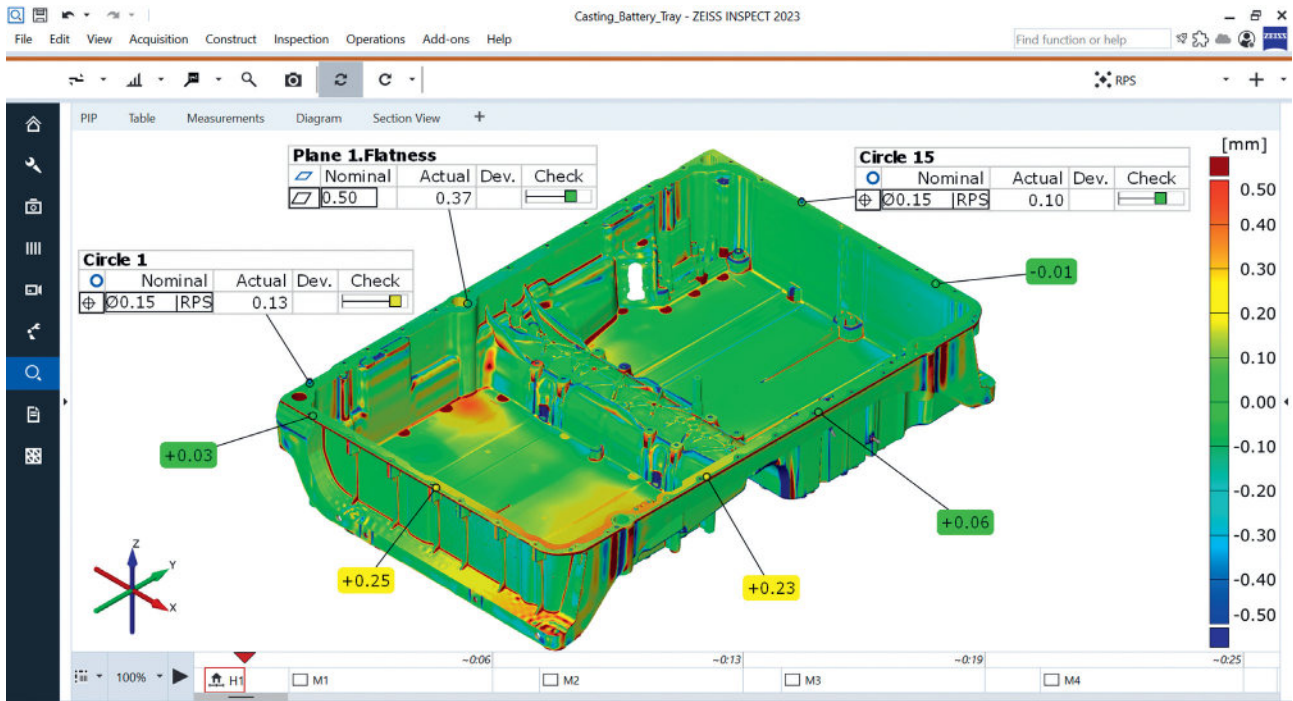 Casting_Battery_Tray - ZEISS INSPECT 2023
File Edit View Acquisition Construct Inspection Operations Add-ons Help
Find function or help
ZEISS
RPS
PIP Table Measurements Diagram Section View +
[mm]
Plane 1.Flatness
Nominal Actual Dev. Check
0.50 0.37
Circle 15
Nominal Actual Dev. Check
Ø0.15 |RPS 0.10
Circle 1
Nominal Actual Dev. Check
Ø0.15 |RPS 0.13
0.50
0.40
0.30
0.20
0.10
0.00
-0.10
-0.20
-0.30
-0.40
-0.50
-0.01
+0.03
+0.06
+0.25
+0.23
Z
Y
X
~0:06 ~0:13 ~0:19 ~0:25
100% H1 M1 M2 M3 M4